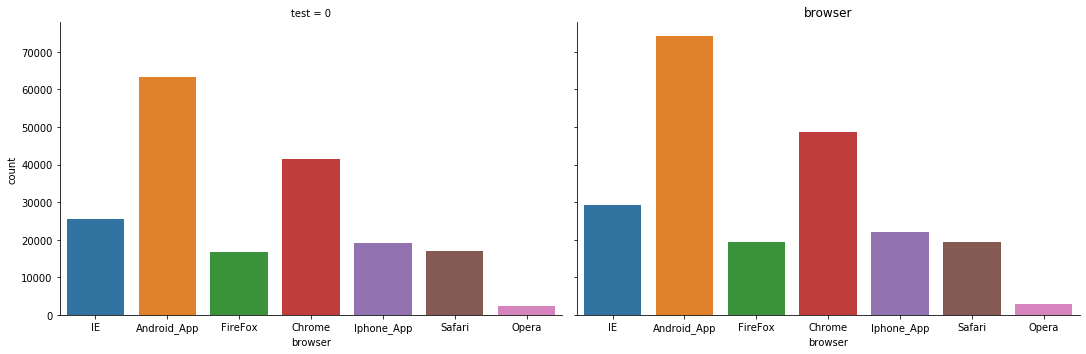 test = 0
browser
70000
60000
50000
40000
30000
20000
10000
0
count
IE Android_App FireFox Chrome Iphone_App Safari Opera
browser
IE Android_App FireFox Chrome Iphone_App Safari Opera
browser